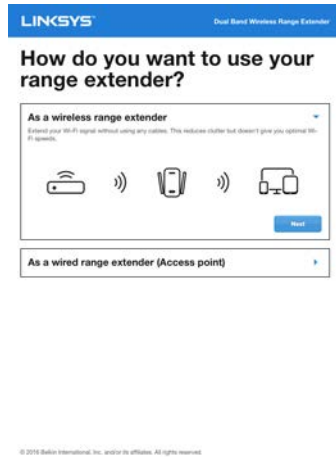 LINKSYS
Dual Band Wireless Range Extender
How do you want to use your
range extender?
As a wireless range extender
Extend your Wi-Fi signal without using any cables. This reduces clutter but doesn't give you optimal Wi-
Fi speeds.
Next
As a wired range extender (Access point)
© 2016 Belkin International, Inc. and/or its affiliates. All rights reserved.